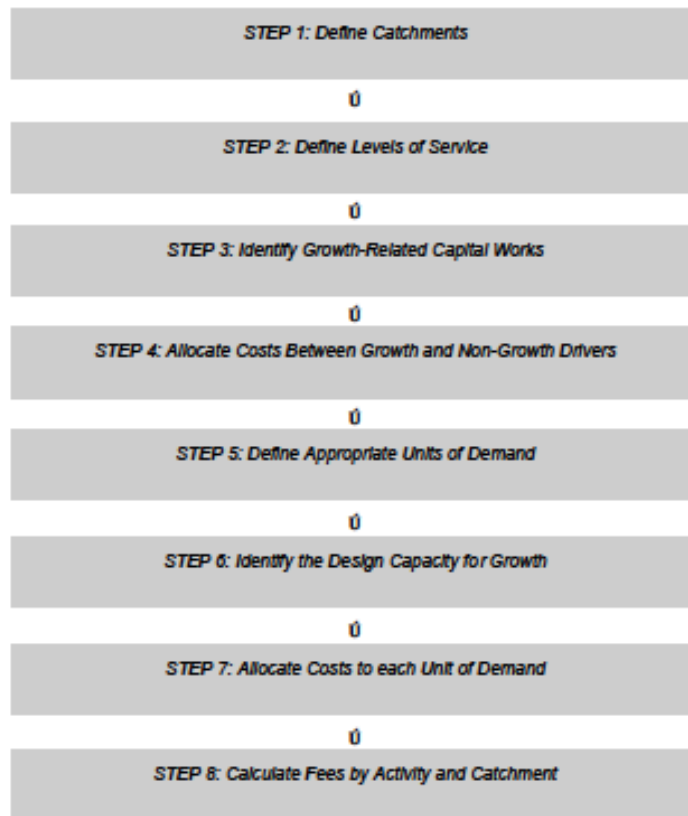 STEP 1: Define Catchments
Ú
STEP 2: Define Levels of Service
Ú
STEP 3: Identify Growth-Related Capital Works
Ú
STEP 4: Allocate Costs Between Growth and Non-Growth Drivers
Ú
STEP 5: Define Appropriate Units of Demand
Ú
STEP 6: Identify the Design Capacity for Growth
Ú
STEP 7: Allocate Costs to each Unit of Demand
Ú
STEP 8: Calculate Fees by Activity and Catchment